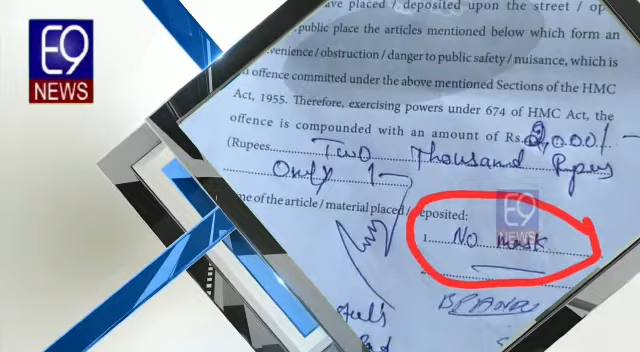 E9
NEWS
ve placed / deposited upon the street / op
public place the articles mentioned below which form an
venience / obstruction / danger to public safety / nuisance, which is
offence committed under the above mentioned Sections of the HMC
Act, 1955. Therefore, exercising powers under 674 of HMC Act, the
offence is compounded with an amount of Rs. 2,000/-
(Rupees Two Thousand Rupees
Only /-
me of the article / material placed / deposited:
E9
NEWS
1. No mask
2.